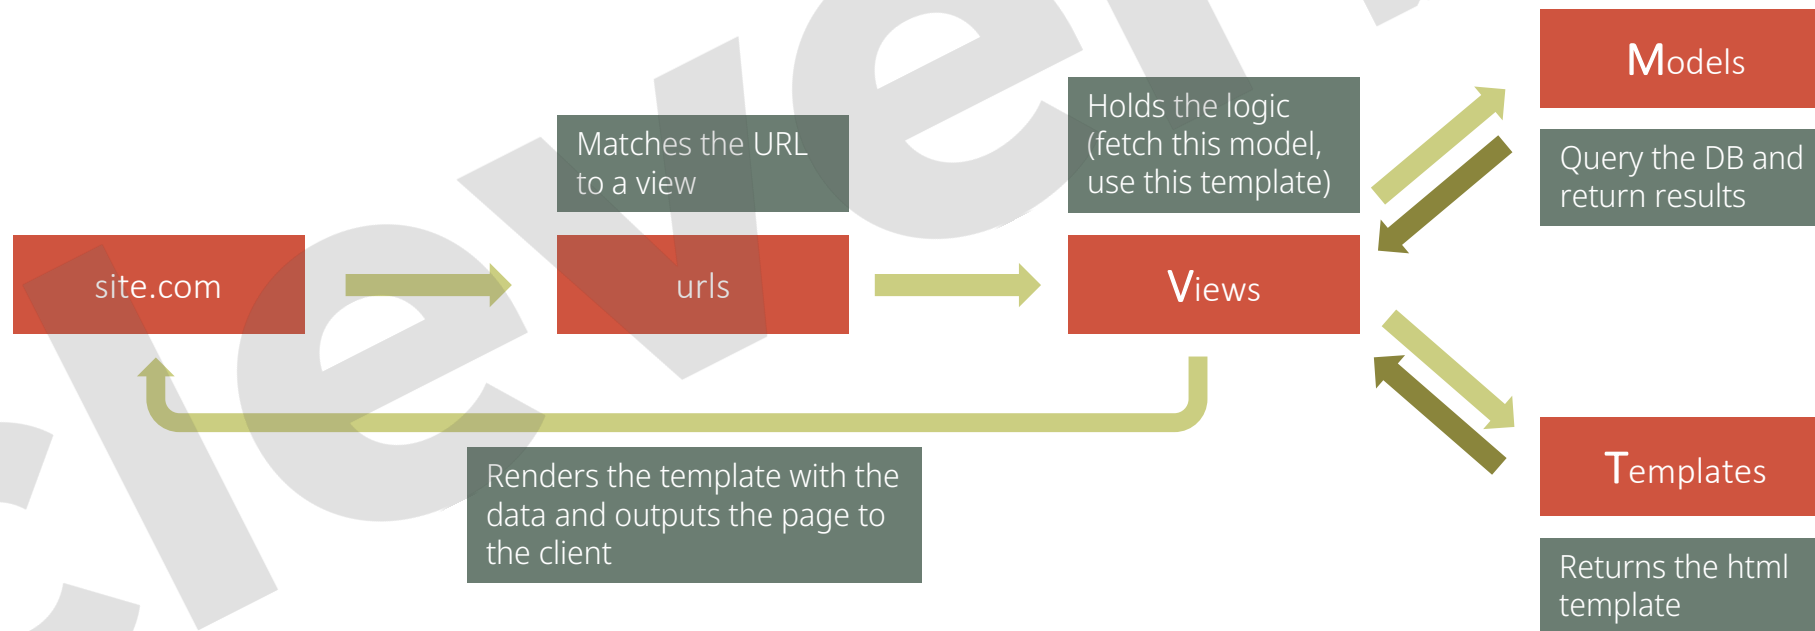 Models
Holds the logic
(fetch this model,
use this template)
Matches the URL
to a view
Query the DB and
return results
site.com
urls
Views
Renders the template with the
data and outputs the page to
the client
Templates
Returns the html
template
clever